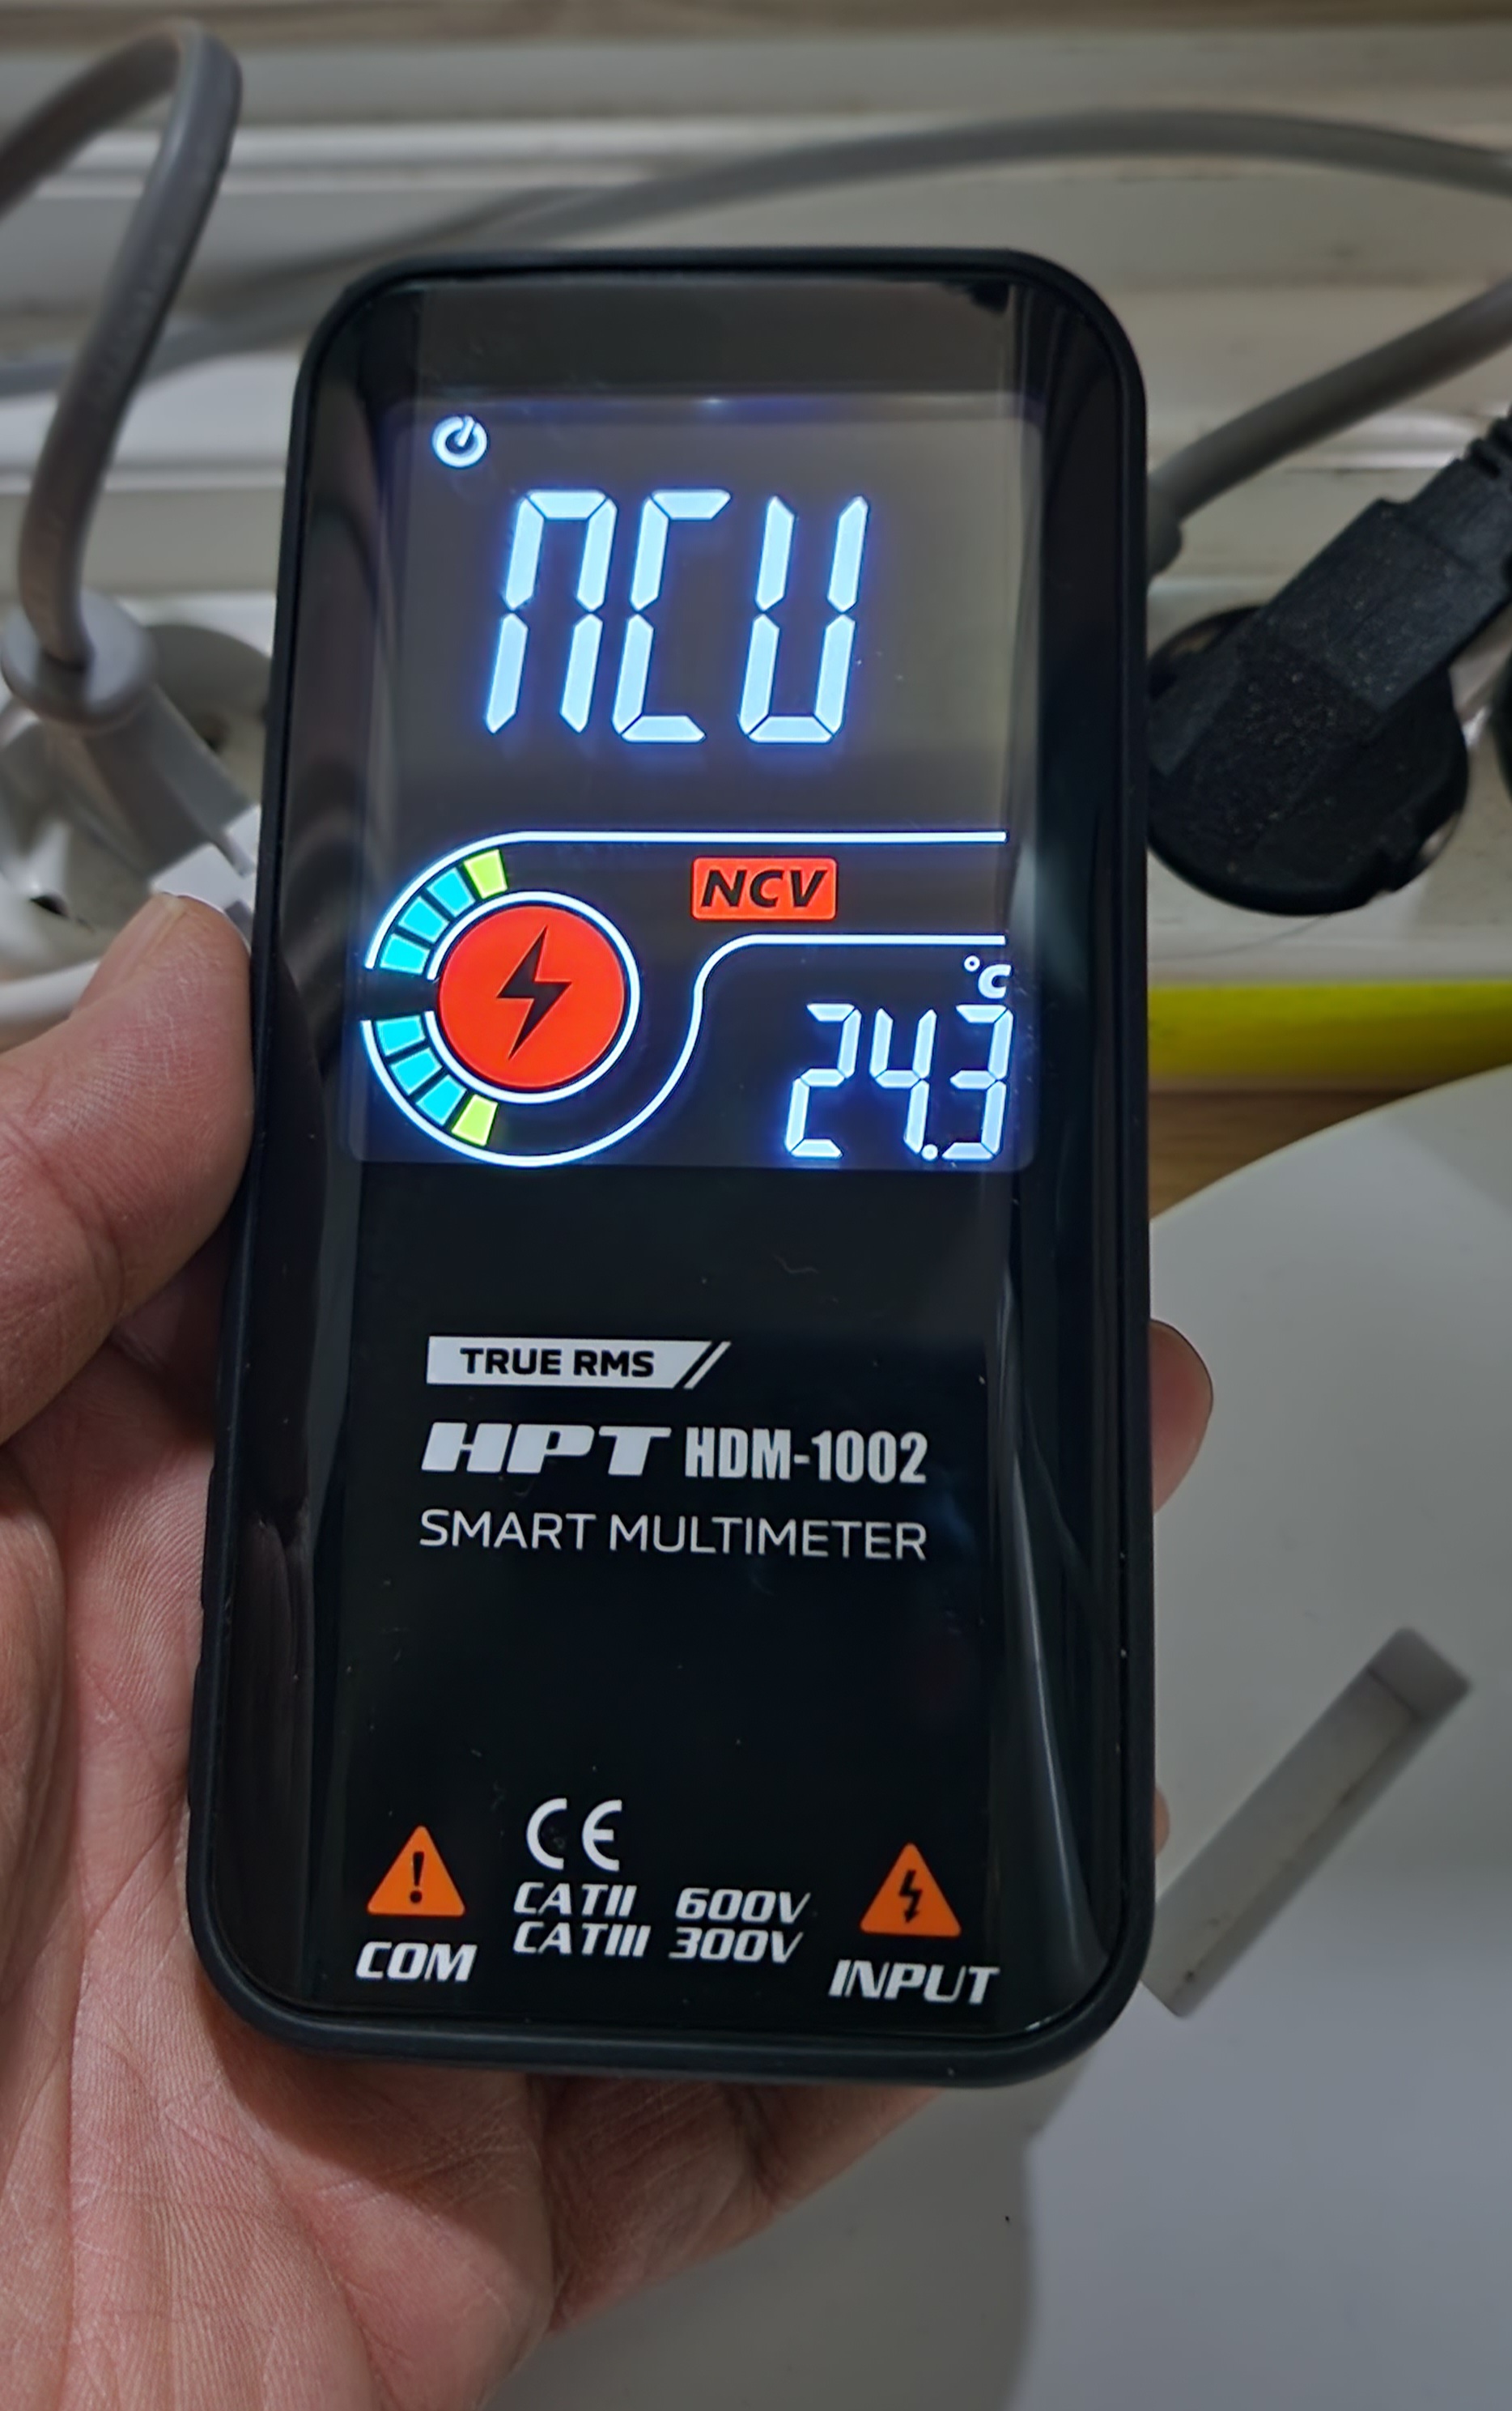 NCU
NCV
°C
24.3
TRUE RMS
HPT HDM-1002
SMART MULTIMETER
CE
CATII 600V
CATIII 300V
COM
INPUT